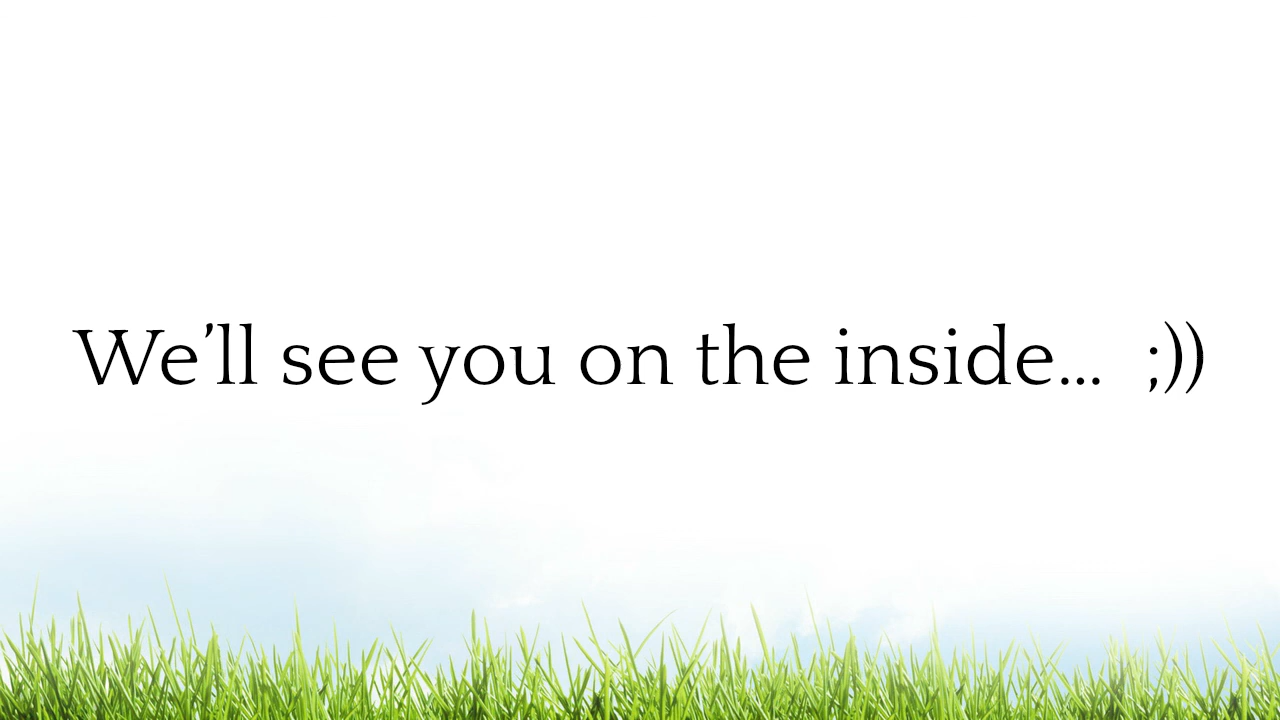 We’ll see you on the inside... ;))